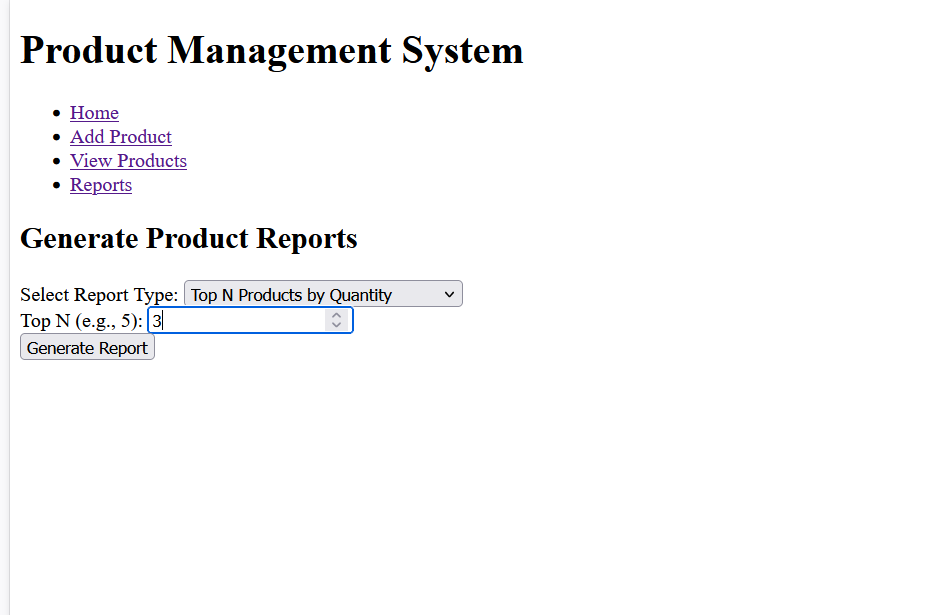 Product Management System
Home
Add Product
View Products
Reports
Generate Product Reports
Select Report Type: Top N Products by Quantity
Top N (e.g., 5): 3
Generate Report